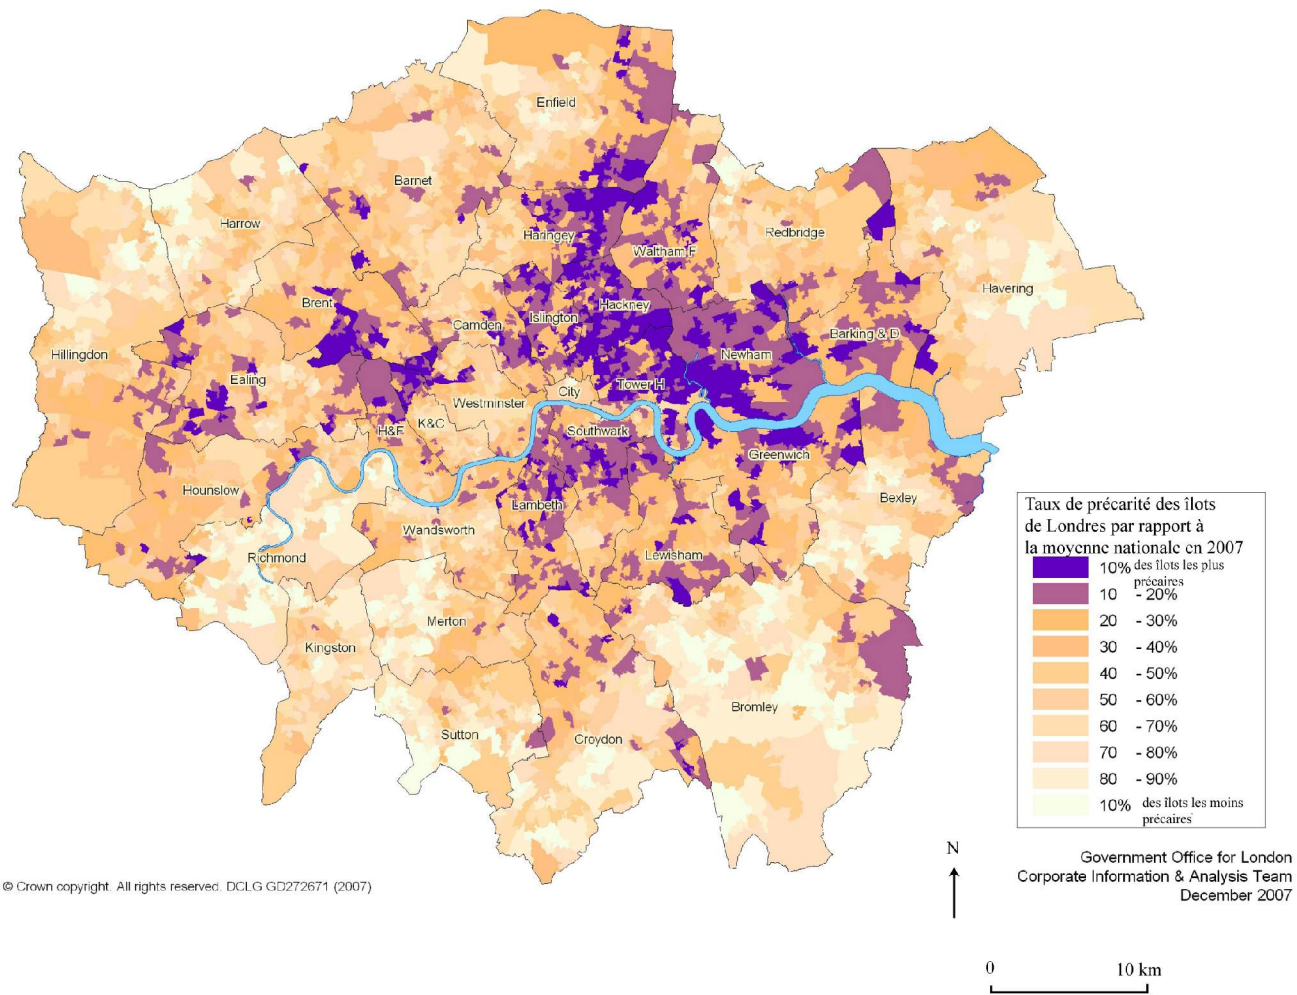 Enfield
Barnet
Harrow
Haringey
Waltham F
Redbridge
Havering
Brent
Camden
Islington
Hackney
Barking & D
Hillingdon
Ealing
Newham
Tower H
City
Westminster
K&C
H&F
Southwark
Greenwich
Hounslow
Lambeth
Bexley
Wandsworth
Richmond
Lewisham
Merton
Kingston
Bromley
Sutton
Croydon
Taux de précarité des îlots
de Londres par rapport à
la moyenne nationale en 2007
10% des îlots les plus
précaires
10 - 20%
20 - 30%
30 - 40%
40 - 50%
50 - 60%
60 - 70%
70 - 80%
80 - 90%
10% des îlots les moins
précaires
Government Office for London
Corporate Information & Analysis Team
December 2007
© Crown copyright. All rights reserved. DCLG GD272671 (2007)
N
0 10 km